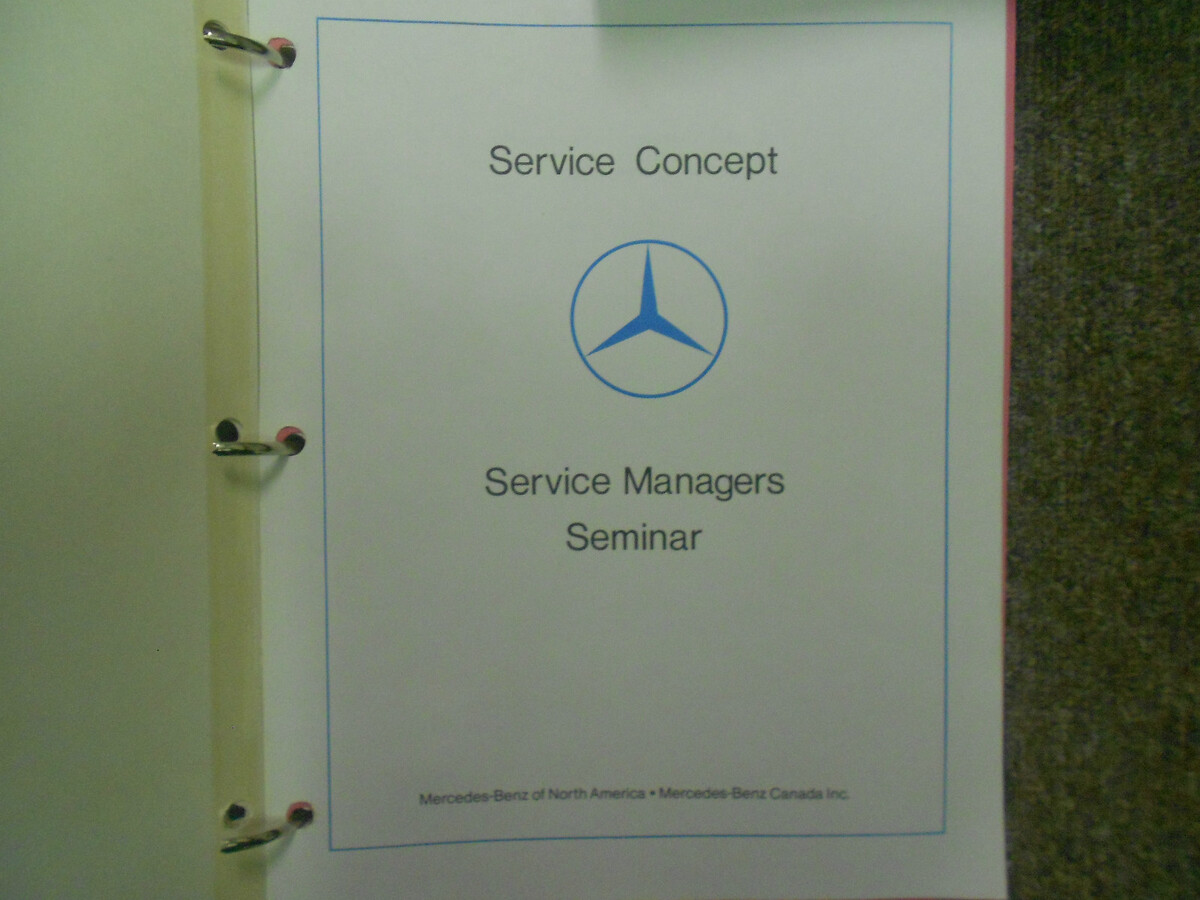 Service Concept
Service Managers
Seminar
Mercedes-Benz of North America • Mercedes-Benz Canada Inc.